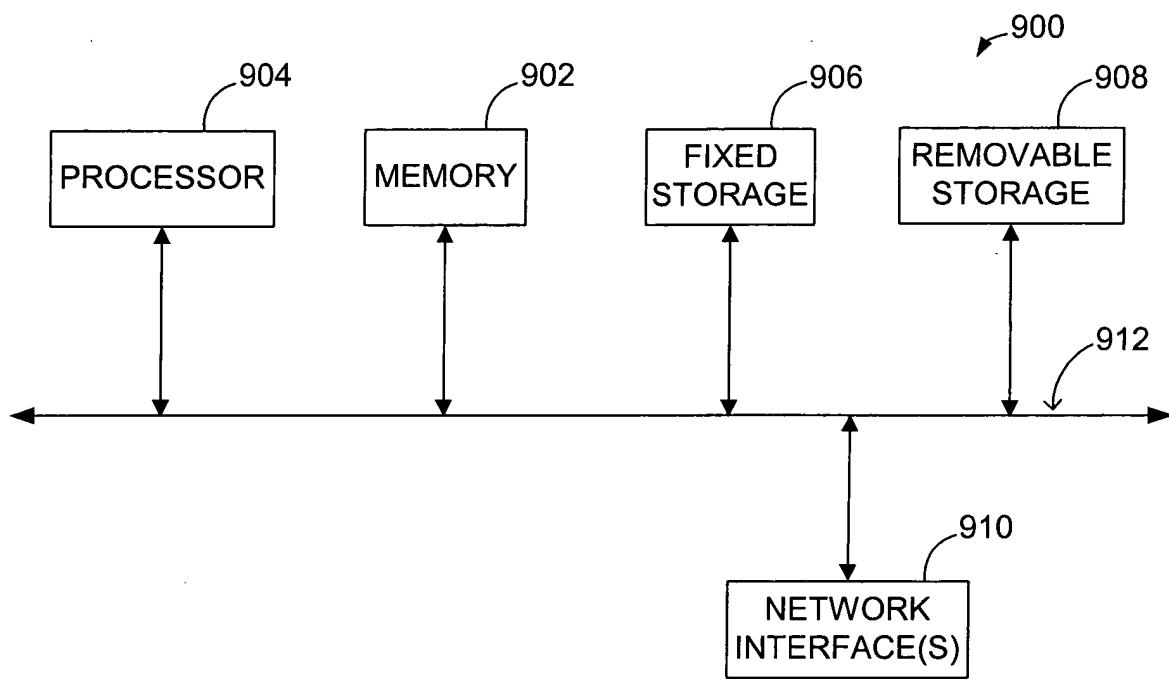 900
904
902
906
908
PROCESSOR
MEMORY
FIXED
STORAGE
REMOVABLE
STORAGE
912
910
NETWORK
INTERFACE(S)